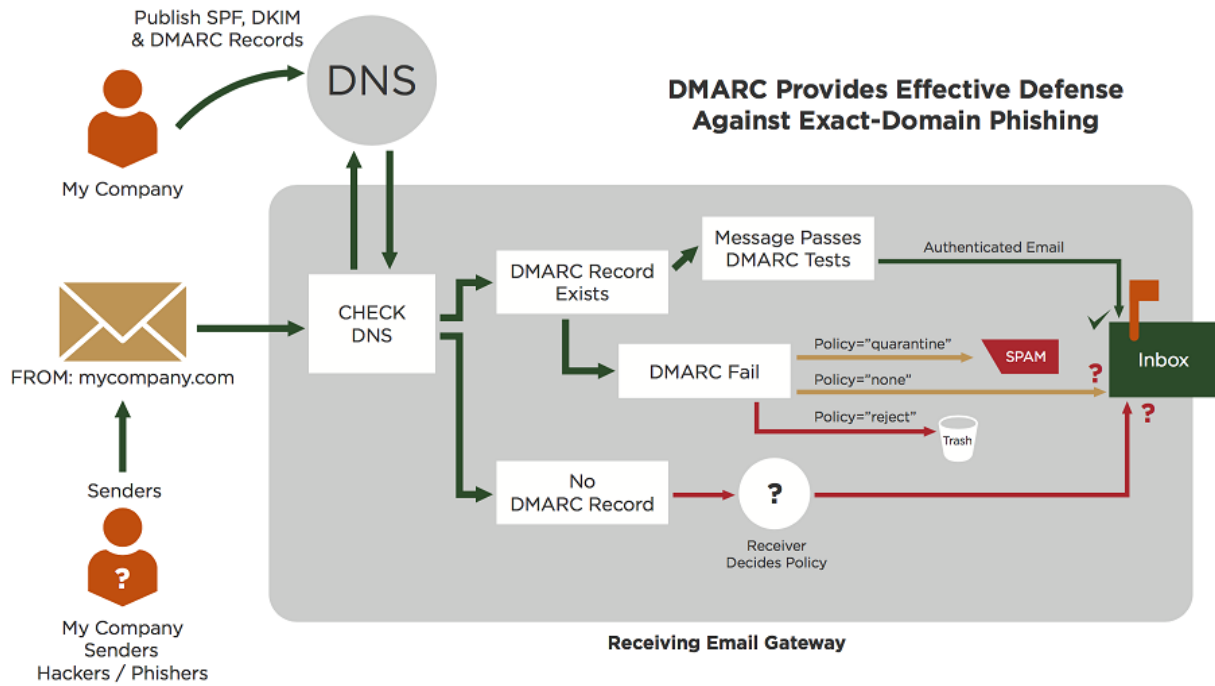 Publish SPF, DKIM
& DMARC Records
DNS
My Company
DMARC Provides Effective Defense
Against Exact-Domain Phishing
Message Passes
DMARC Tests
Authenticated Email
DMARC Record
Exists
CHECK
DNS
FROM: mycompany.com
DMARC Fail
Policy="quarantine"
SPAM
Policy="none"
?
Inbox
?
Policy="reject"
Trash
No
DMARC Record
?
Receiver
Decides Policy
Senders
?
My Company
Senders
Hackers / Phishers
Receiving Email Gateway